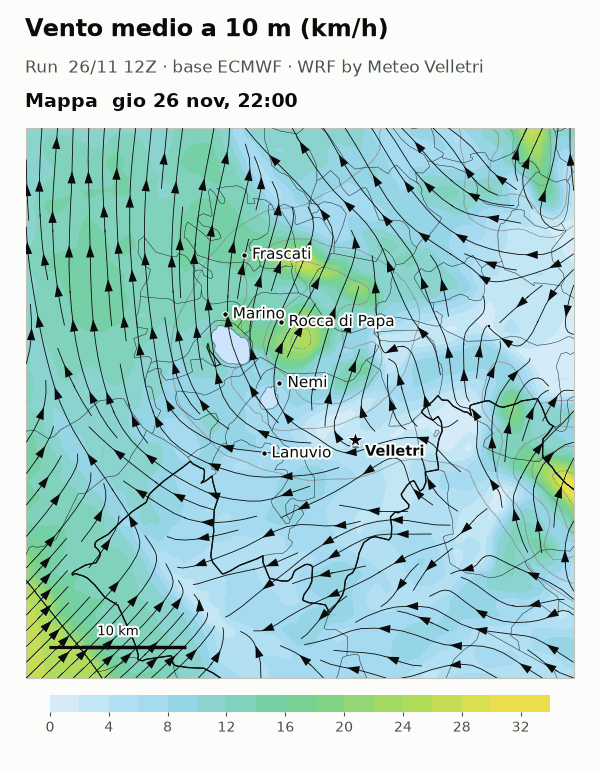 Vento medio a 10 m (km/h)
Run  26/11 12Z · base ECMWF · WRF by Meteo Velletri
Mappa  gio 26 nov, 22:00
Frascati
Marino
Rocca di Papa
Nemi
Velletri
Lanuvio
10 km
0 4 8 12 16 20 24 28 32